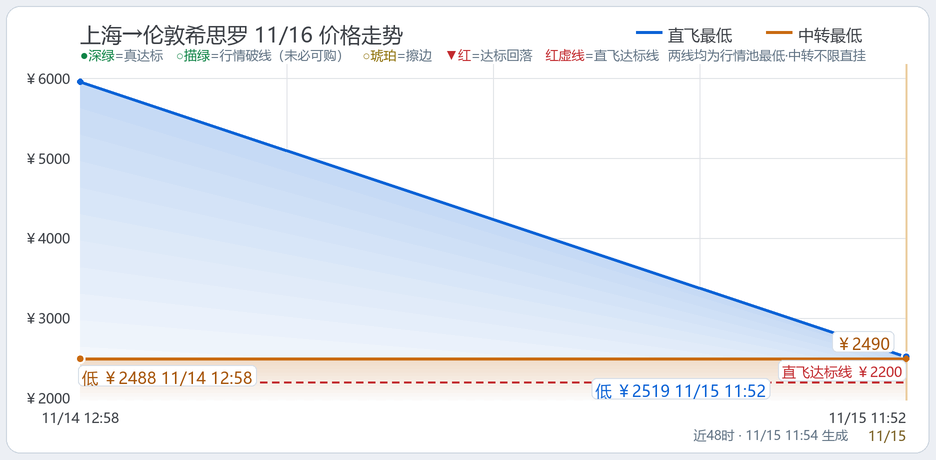 上海→伦敦希思罗 11/16 价格走势
直飞最低 中转最低
●深绿=真达标 ○描绿=行情破线（未必可购） ○琥珀=擦边 ▼红=达标回落 红虚线=直飞达标线 两线均为行情池最低·中转不限直挂
¥6000
¥5000
¥4000
¥3000
¥2490
直飞达标线 ¥2200
低 ¥2488 11/14 12:58
低 ¥2519 11/15 11:52
¥2000
11/14 12:58
11/15 11:52
近48时 · 11/15 11:54 生成
11/15